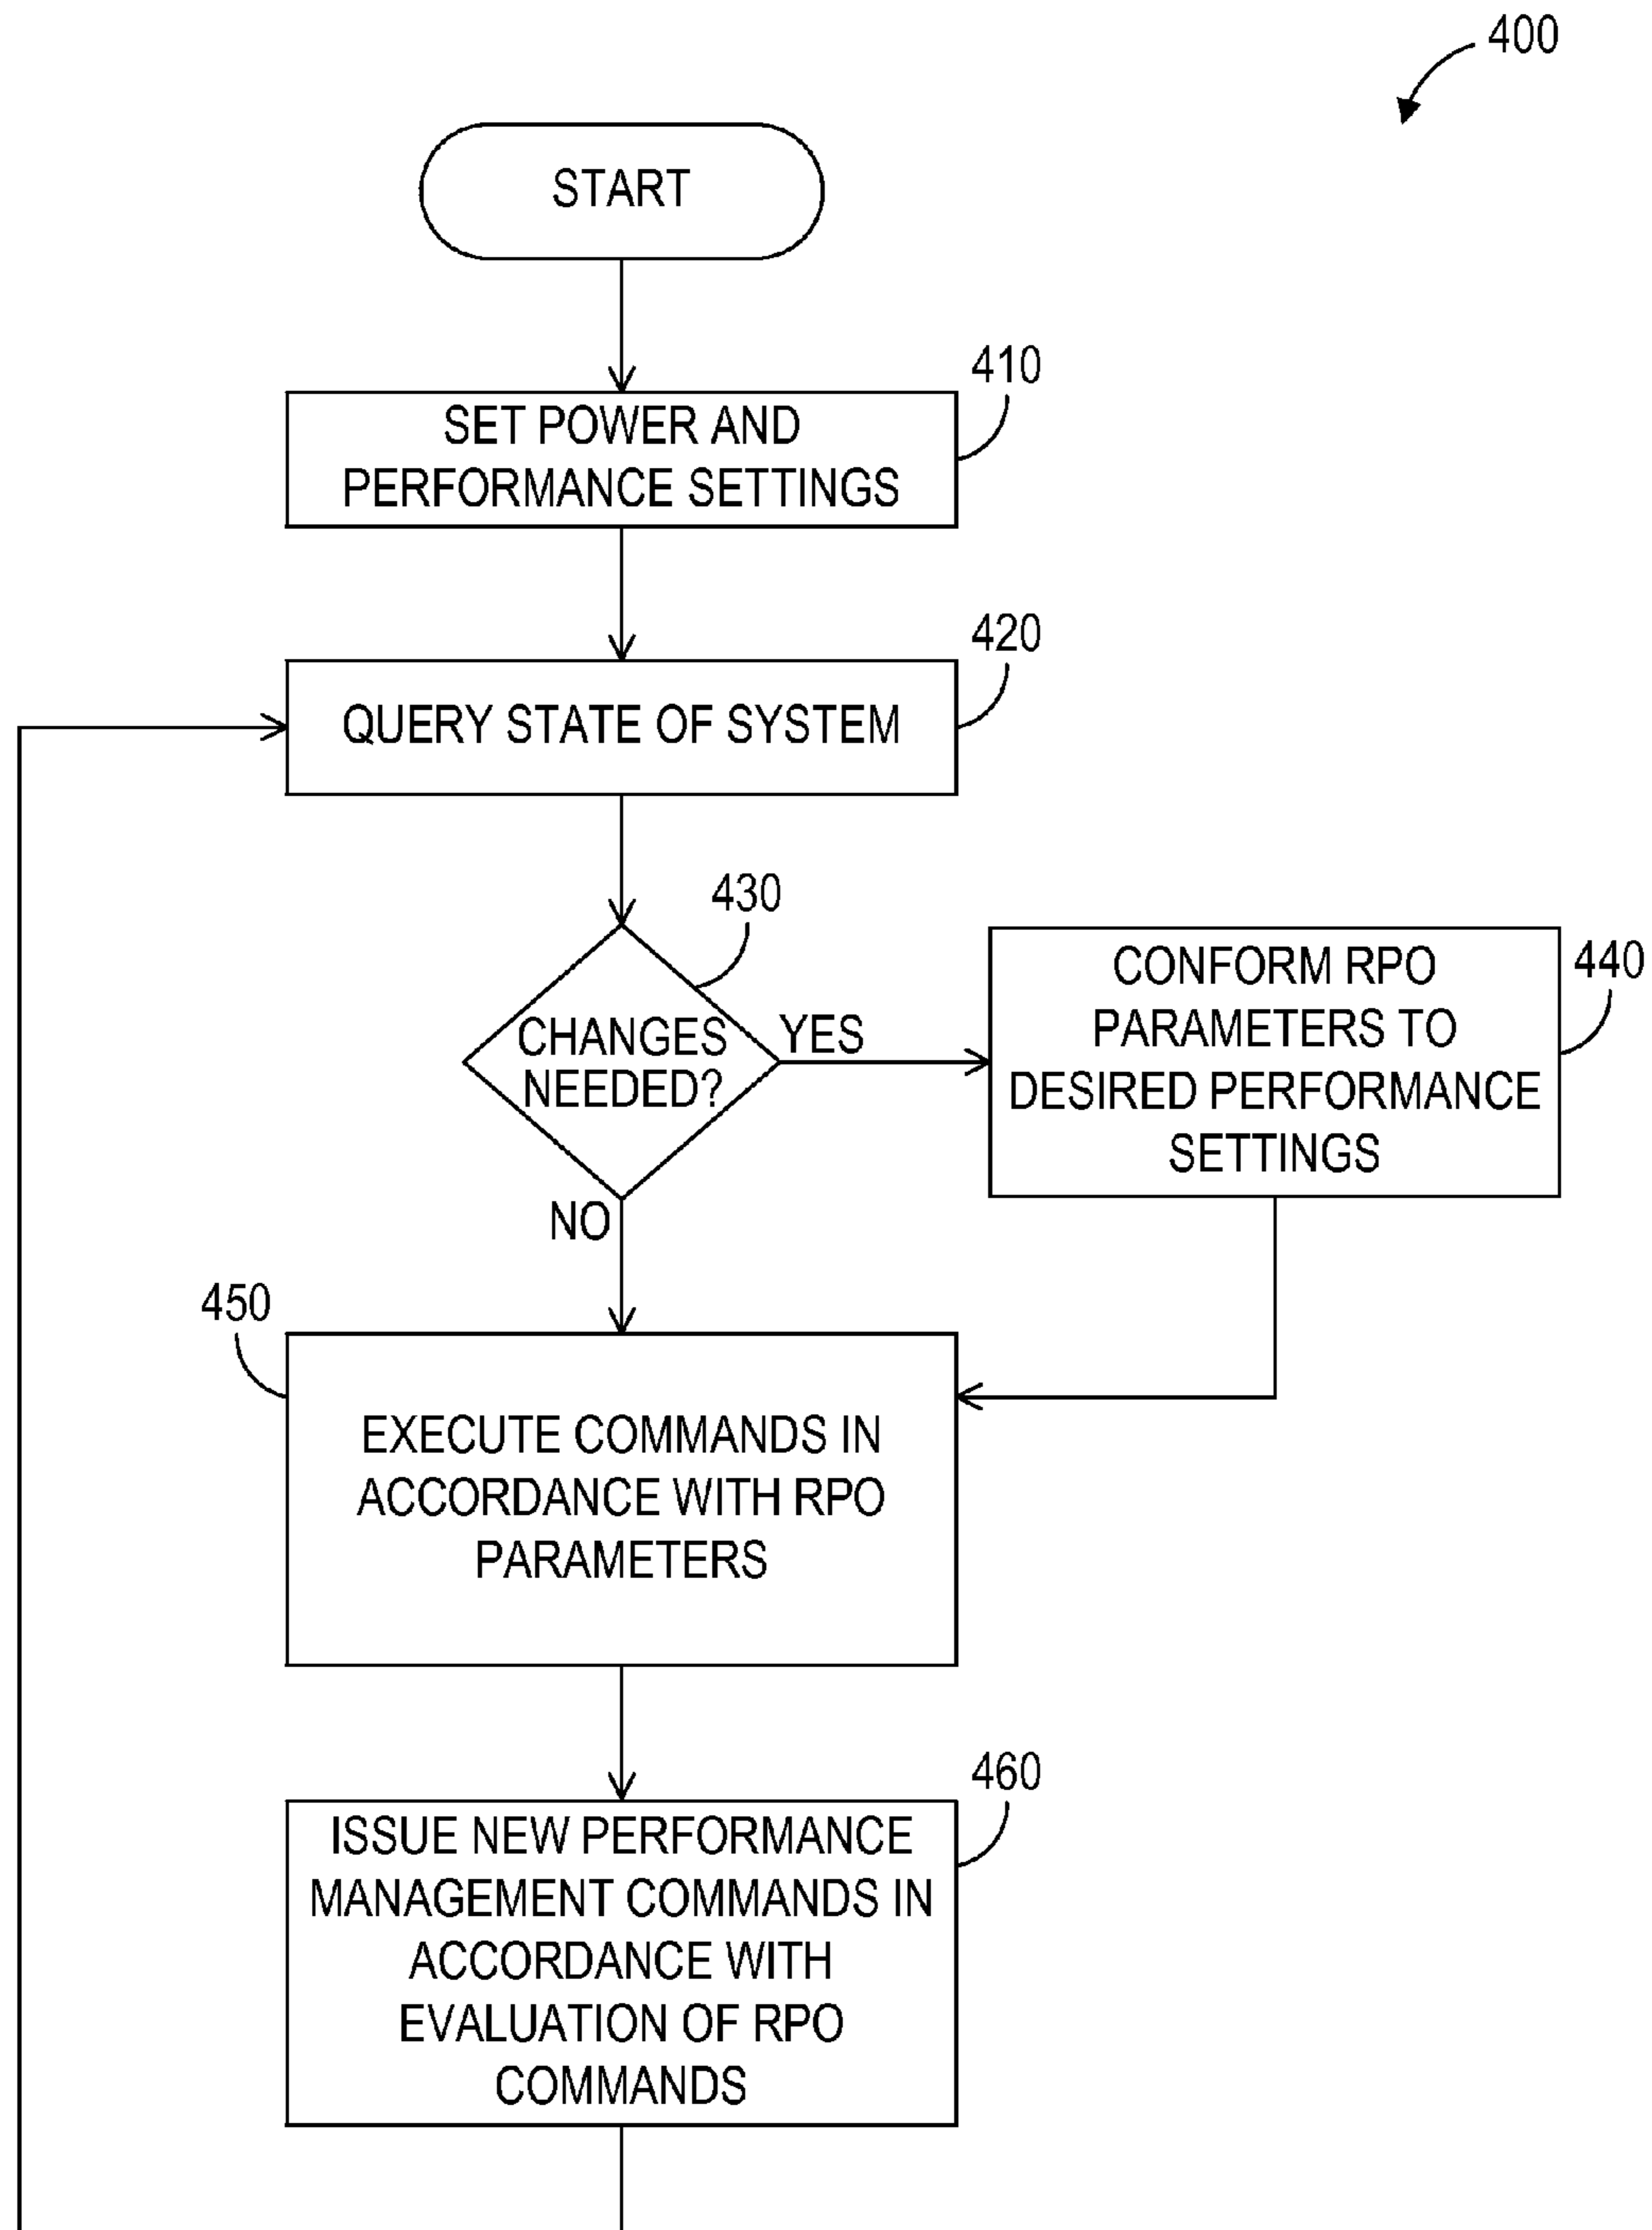 400
START
410
SET POWER AND
PERFORMANCE SETTINGS
420
QUERY STATE OF SYSTEM
430
CHANGES
NEEDED?
YES
NO
440
CONFORM RPO
PARAMETERS TO
DESIRED PERFORMANCE
SETTINGS
450
EXECUTE COMMANDS IN
ACCORDANCE WITH RPO
PARAMETERS
460
ISSUE NEW PERFORMANCE
MANAGEMENT COMMANDS IN
ACCORDANCE WITH
EVALUATION OF RPO
COMMANDS